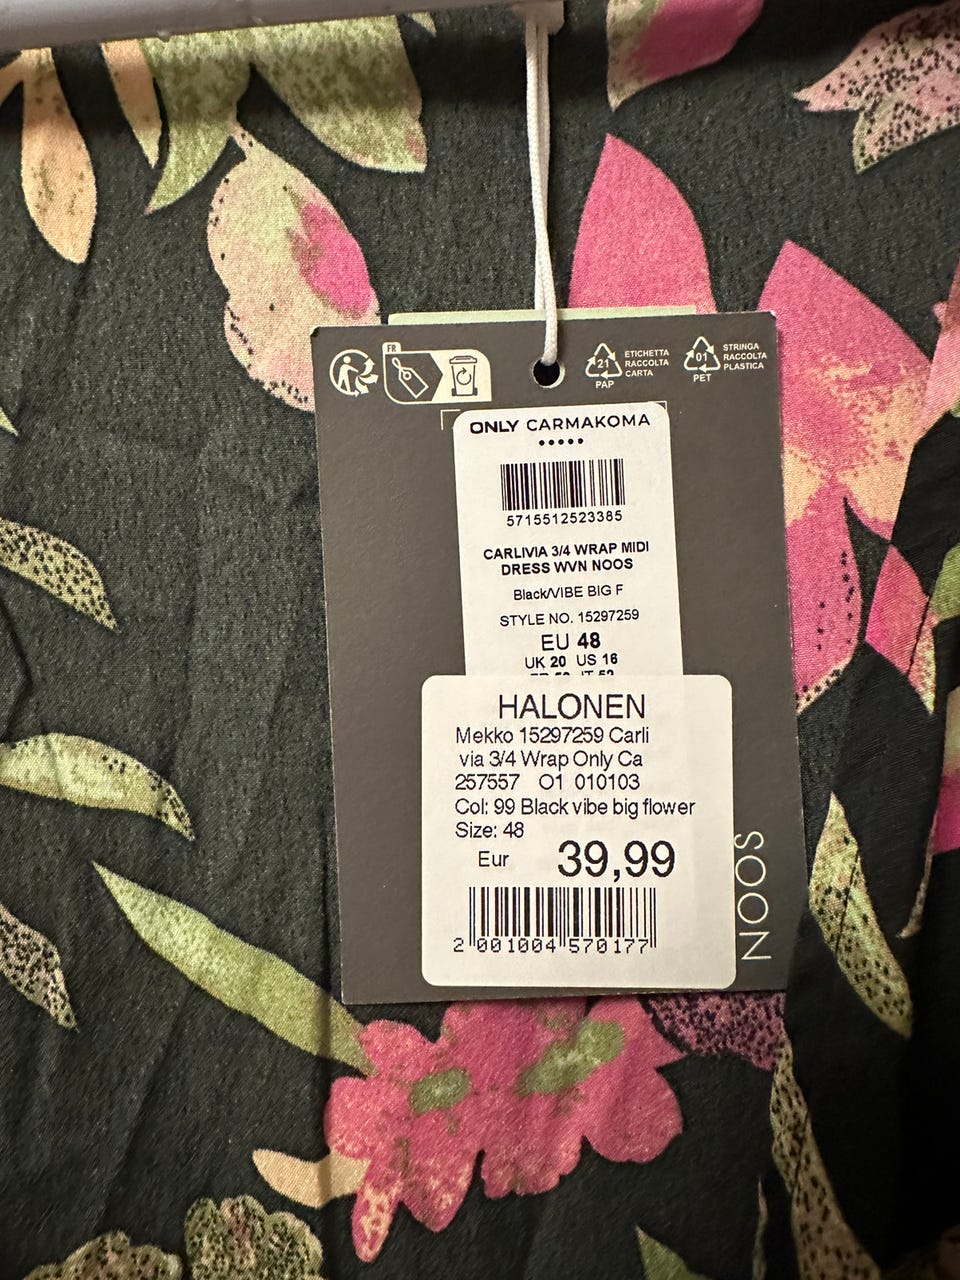 FR
21
PAP
ETICHETTA
RACCOLTA
CARTA
01
PET
STRINGA
RACCOLTA
PLASTICA
ONLY CARMAKOMA
5715512523385
CARLIVIA 3/4 WRAP MIDI
DRESS WVN NOOS
Black/VIBE BIG F
STYLE NO. 15297259
EU 48
UK 20 US 16
HALONEN
Mekko 15297259 Carli
via 3/4 Wrap Only Ca
257557 O1 010103
Col: 99 Black vibe big flower
Size: 48
Eur 39,99
2 001004 570177
NOOS